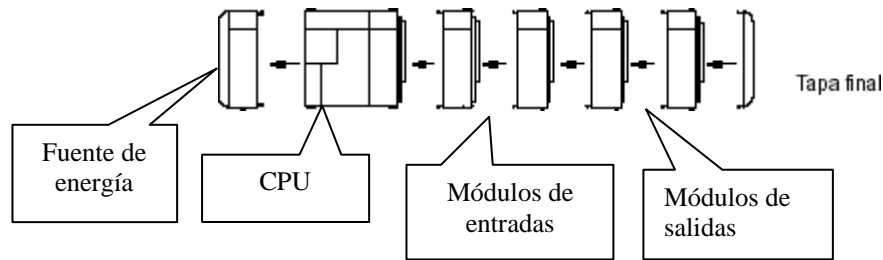 Tapa final
Fuente de
energía
CPU
Módulos de
entradas
Módulos de
salidas